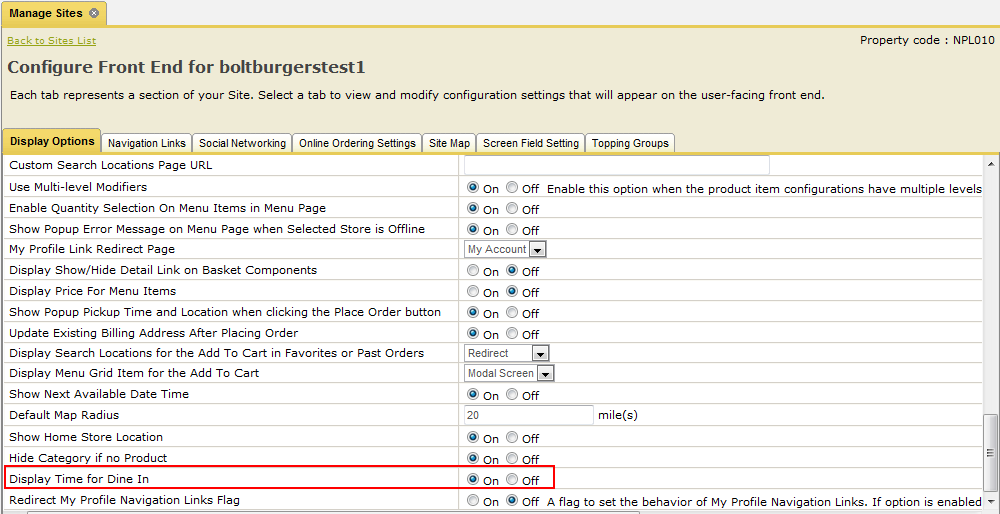 Manage Sites
Back to Sites List
Property code : NPL010
Configure Front End for boltburgerstest1
Each tab represents a section of your Site. Select a tab to view and modify configuration settings that will appear on the user-facing front end.
Display Options Navigation Links Social Networking Online Ordering Settings Site Map Screen Field Setting Topping Groups
Custom Search Locations Page URL
Use Multi-level Modifiers On Off Enable this option when the product item configurations have multiple levels
Enable Quantity Selection On Menu Items in Menu Page On Off
Show Popup Error Message on Menu Page when Selected Store is Offline On Off
My Profile Link Redirect Page My Account
Display Show/Hide Detail Link on Basket Components On Off
Display Price For Menu Items On Off
Show Popup Pickup Time and Location when clicking the Place Order button On Off
Update Existing Billing Address After Placing Order On Off
Display Search Locations for the Add To Cart in Favorites or Past Orders Redirect
Display Menu Grid Item for the Add To Cart Modal Screen
Show Next Available Date Time On Off
Default Map Radius 20 mile(s)
Show Home Store Location On Off
Hide Category if no Product On Off
Display Time for Dine In On Off
Redirect My Profile Navigation Links Flag On Off A flag to set the behavior of My Profile Navigation Links. If option is enabled